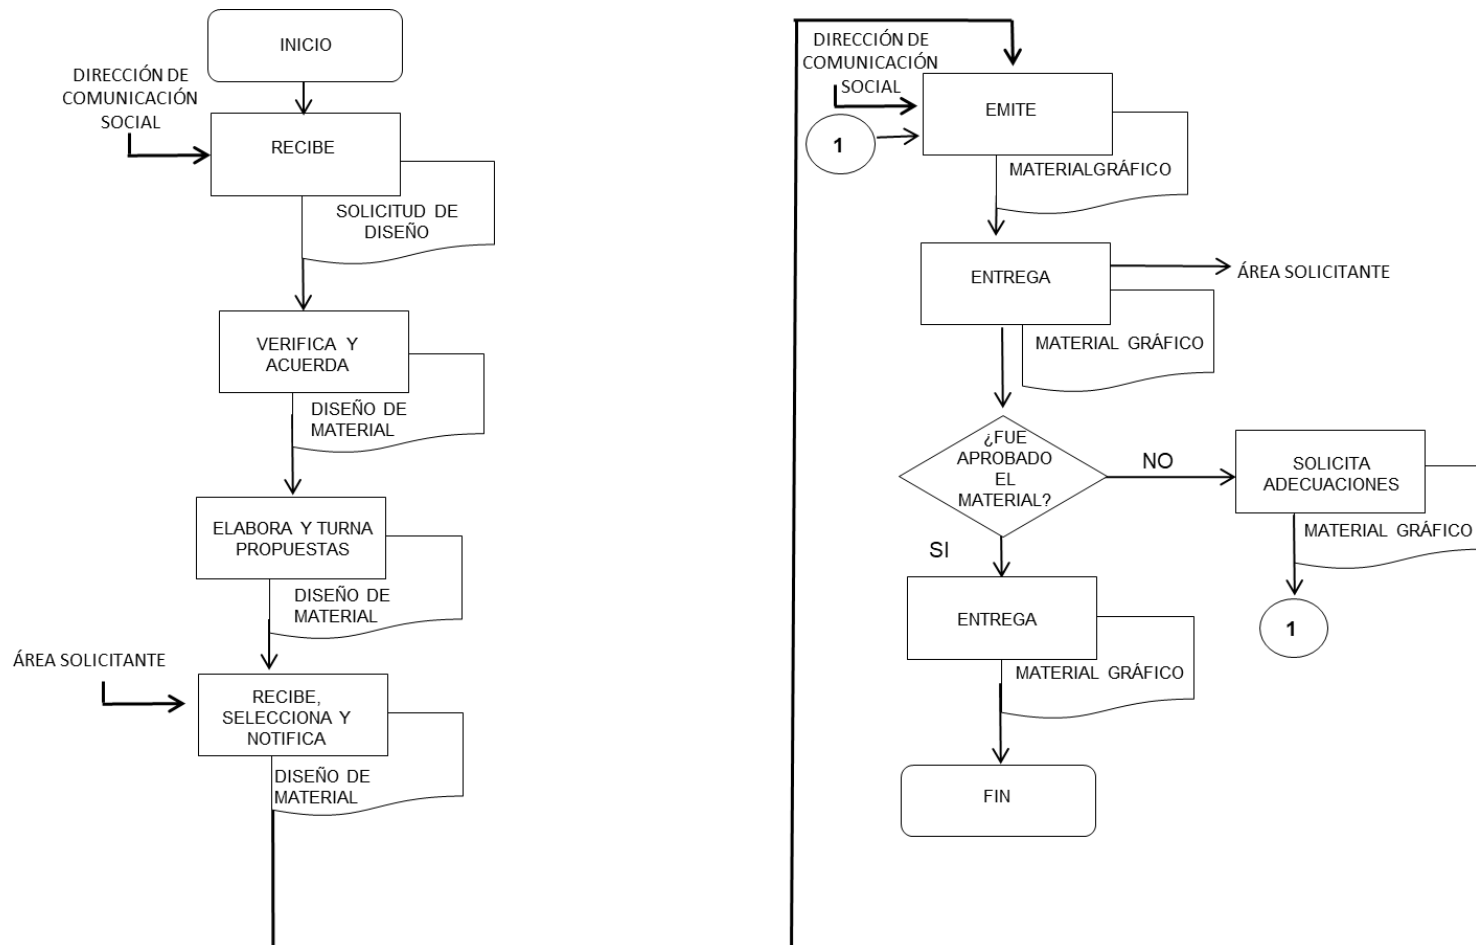 INICIO
DIRECCIÓN DE
COMUNICACIÓN
SOCIAL
RECIBE
SOLICITUD DE
DISEÑO
VERIFICA Y
ACUERDA
DISEÑO DE
MATERIAL
ELABORA Y TURNA
PROPUESTAS
DISEÑO DE
MATERIAL
ÁREA SOLICITANTE
RECIBE,
SELECCIONA Y
NOTIFICA
DISEÑO DE
MATERIAL
DIRECCIÓN DE
COMUNICACIÓN
SOCIAL
EMITE
1
MATERIALGRÁFICO
ENTREGA
ÁREA SOLICITANTE
MATERIAL GRÁFICO
¿FUE
APROBADO
EL
MATERIAL?
NO
SOLICITA
ADECUACIONES
MATERIAL GRÁFICO
1
SI
ENTREGA
MATERIAL GRÁFICO
FIN